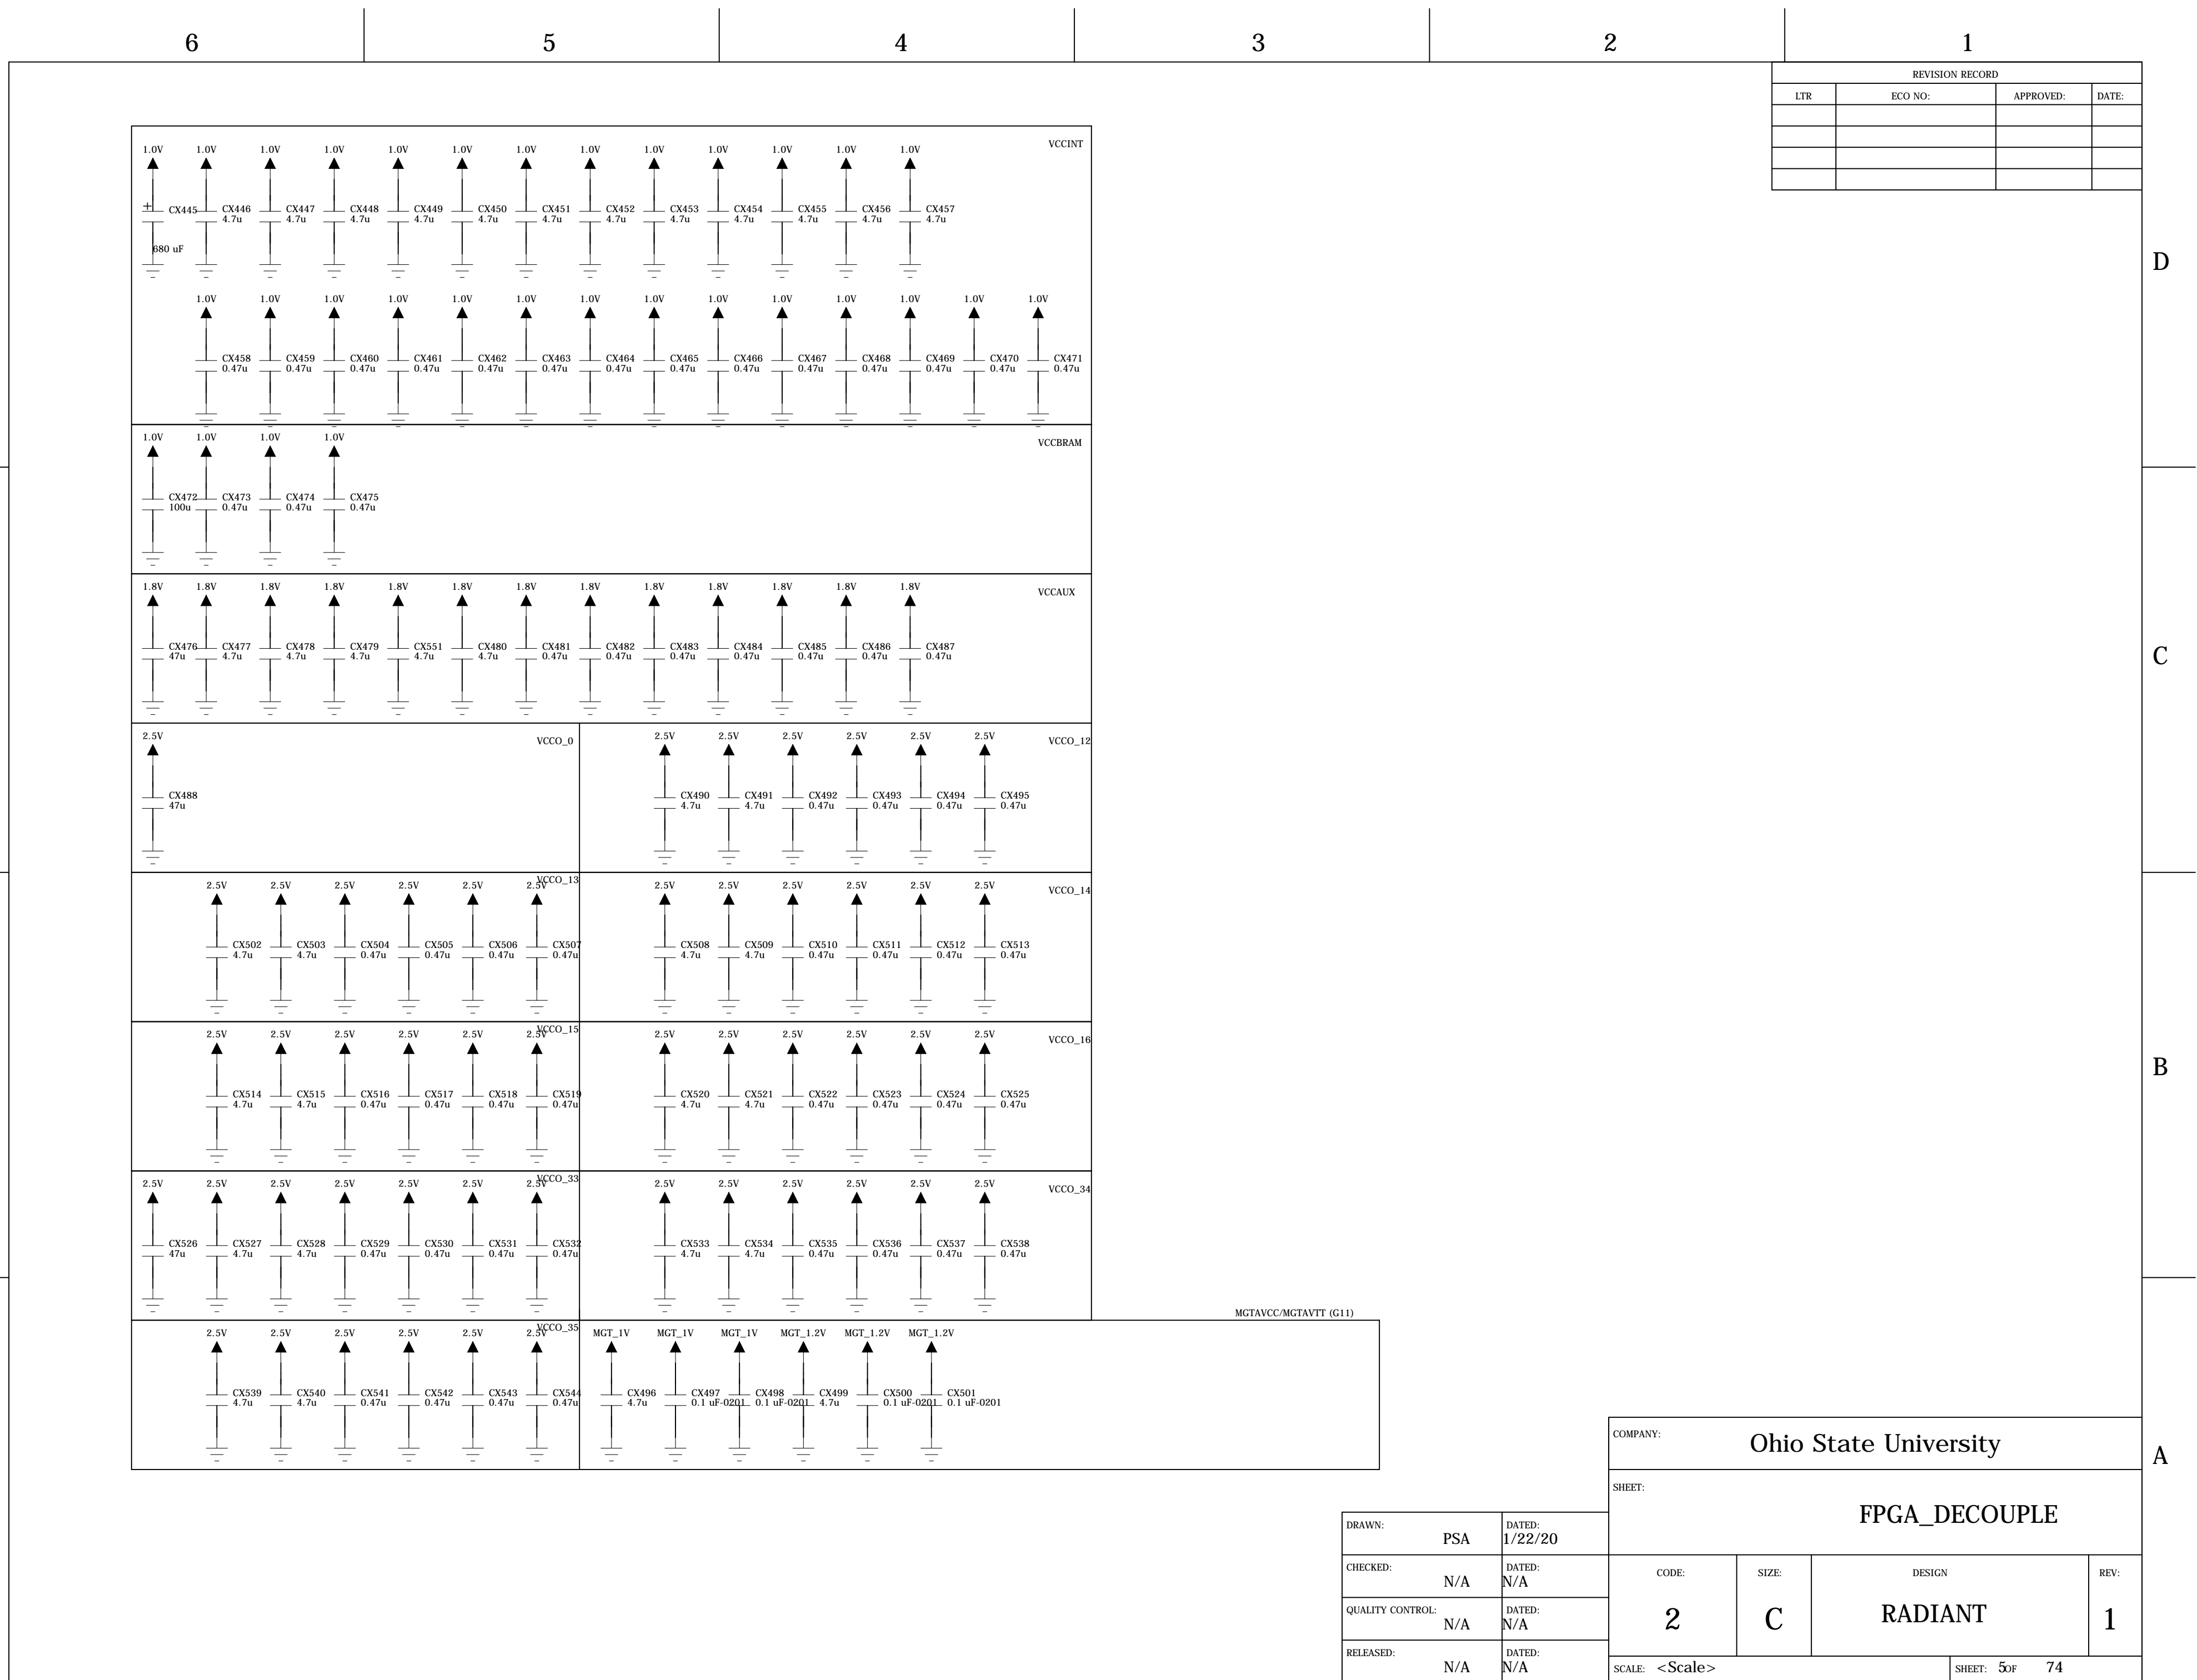 6 5 4 3 2 1
REVISION RECORD
LTR ECO NO: APPROVED: DATE:
VCCINT
1.0V 1.0V 1.0V 1.0V 1.0V 1.0V 1.0V 1.0V 1.0V 1.0V 1.0V 1.0V 1.0V
+ CX445 CX446 CX447 CX448 CX449 CX450 CX451 CX452 CX453 CX454 CX455 CX456 CX457
4.7u 4.7u 4.7u 4.7u 4.7u 4.7u 4.7u 4.7u 4.7u 4.7u 4.7u 4.7u
680 uF
D
1.0V 1.0V 1.0V 1.0V 1.0V 1.0V 1.0V 1.0V 1.0V 1.0V 1.0V 1.0V 1.0V 1.0V
CX458 CX459 CX460 CX461 CX462 CX463 CX464 CX465 CX466 CX467 CX468 CX469 CX470 CX471
0.47u 0.47u 0.47u 0.47u 0.47u 0.47u 0.47u 0.47u 0.47u 0.47u 0.47u 0.47u 0.47u 0.47u
1.0V 1.0V 1.0V 1.0V VCCBRAM
CX472 CX473 CX474 CX475
100u 0.47u 0.47u 0.47u
1.8V 1.8V 1.8V 1.8V 1.8V 1.8V 1.8V 1.8V 1.8V 1.8V 1.8V 1.8V 1.8V VCCAUX
CX476 CX477 CX478 CX479 CX551 CX480 CX481 CX482 CX483 CX484 CX485 CX486 CX487
47u 4.7u 4.7u 4.7u 4.7u 4.7u 0.47u 0.47u 0.47u 0.47u 0.47u 0.47u 0.47u
C
2.5V VCCO_0 2.5V 2.5V 2.5V 2.5V 2.5V 2.5V VCCO_12
CX488 CX490 CX491 CX492 CX493 CX494 CX495
47u 4.7u 4.7u 0.47u 0.47u 0.47u 0.47u
2.5V 2.5V 2.5V 2.5V 2.5V 2.5V VCCO_13 2.5V 2.5V 2.5V 2.5V 2.5V 2.5V VCCO_14
CX502 CX503 CX504 CX505 CX506 CX507 CX508 CX509 CX510 CX511 CX512 CX513
4.7u 4.7u 0.47u 0.47u 0.47u 0.47u 4.7u 4.7u 0.47u 0.47u 0.47u 0.47u
2.5V 2.5V 2.5V 2.5V 2.5V 2.5V VCCO_15 2.5V 2.5V 2.5V 2.5V 2.5V 2.5V VCCO_16
CX514 CX515 CX516 CX517 CX518 CX519 CX520 CX521 CX522 CX523 CX524 CX525
4.7u 4.7u 0.47u 0.47u 0.47u 0.47u 4.7u 4.7u 0.47u 0.47u 0.47u 0.47u
B
2.5V 2.5V 2.5V 2.5V 2.5V 2.5V 2.5V VCCO_33 2.5V 2.5V 2.5V 2.5V 2.5V 2.5V VCCO_34
CX526 CX527 CX528 CX529 CX530 CX531 CX532 CX533 CX534 CX535 CX536 CX537 CX538
47u 4.7u 4.7u 0.47u 0.47u 0.47u 0.47u 4.7u 4.7u 0.47u 0.47u 0.47u 0.47u
MGTAVCC/MGTAVTT (G11)
2.5V 2.5V 2.5V 2.5V 2.5V 2.5V VCCO_35 MGT_1V MGT_1V MGT_1V MGT_1.2V MGT_1.2V MGT_1.2V
CX539 CX540 CX541 CX542 CX543 CX544 CX496 CX497 CX498 CX499 CX500 CX501
4.7u 4.7u 0.47u 0.47u 0.47u 0.47u 4.7u 0.1 uF-0201 0.1 uF-0201 4.7u 0.1 uF-0201 0.1 uF-0201
A
COMPANY: Ohio State University
SHEET: FPGA_DECOUPLE
DRAWN: PSA DATED: 1/22/20
CHECKED: N/A DATED: N/A
QUALITY CONTROL: N/A DATED: N/A
RELEASED: N/A DATED: N/A
CODE: SIZE: DESIGN REV:
2 C RADIANT 1
SCALE: <Scale> SHEET: 5 OF 74